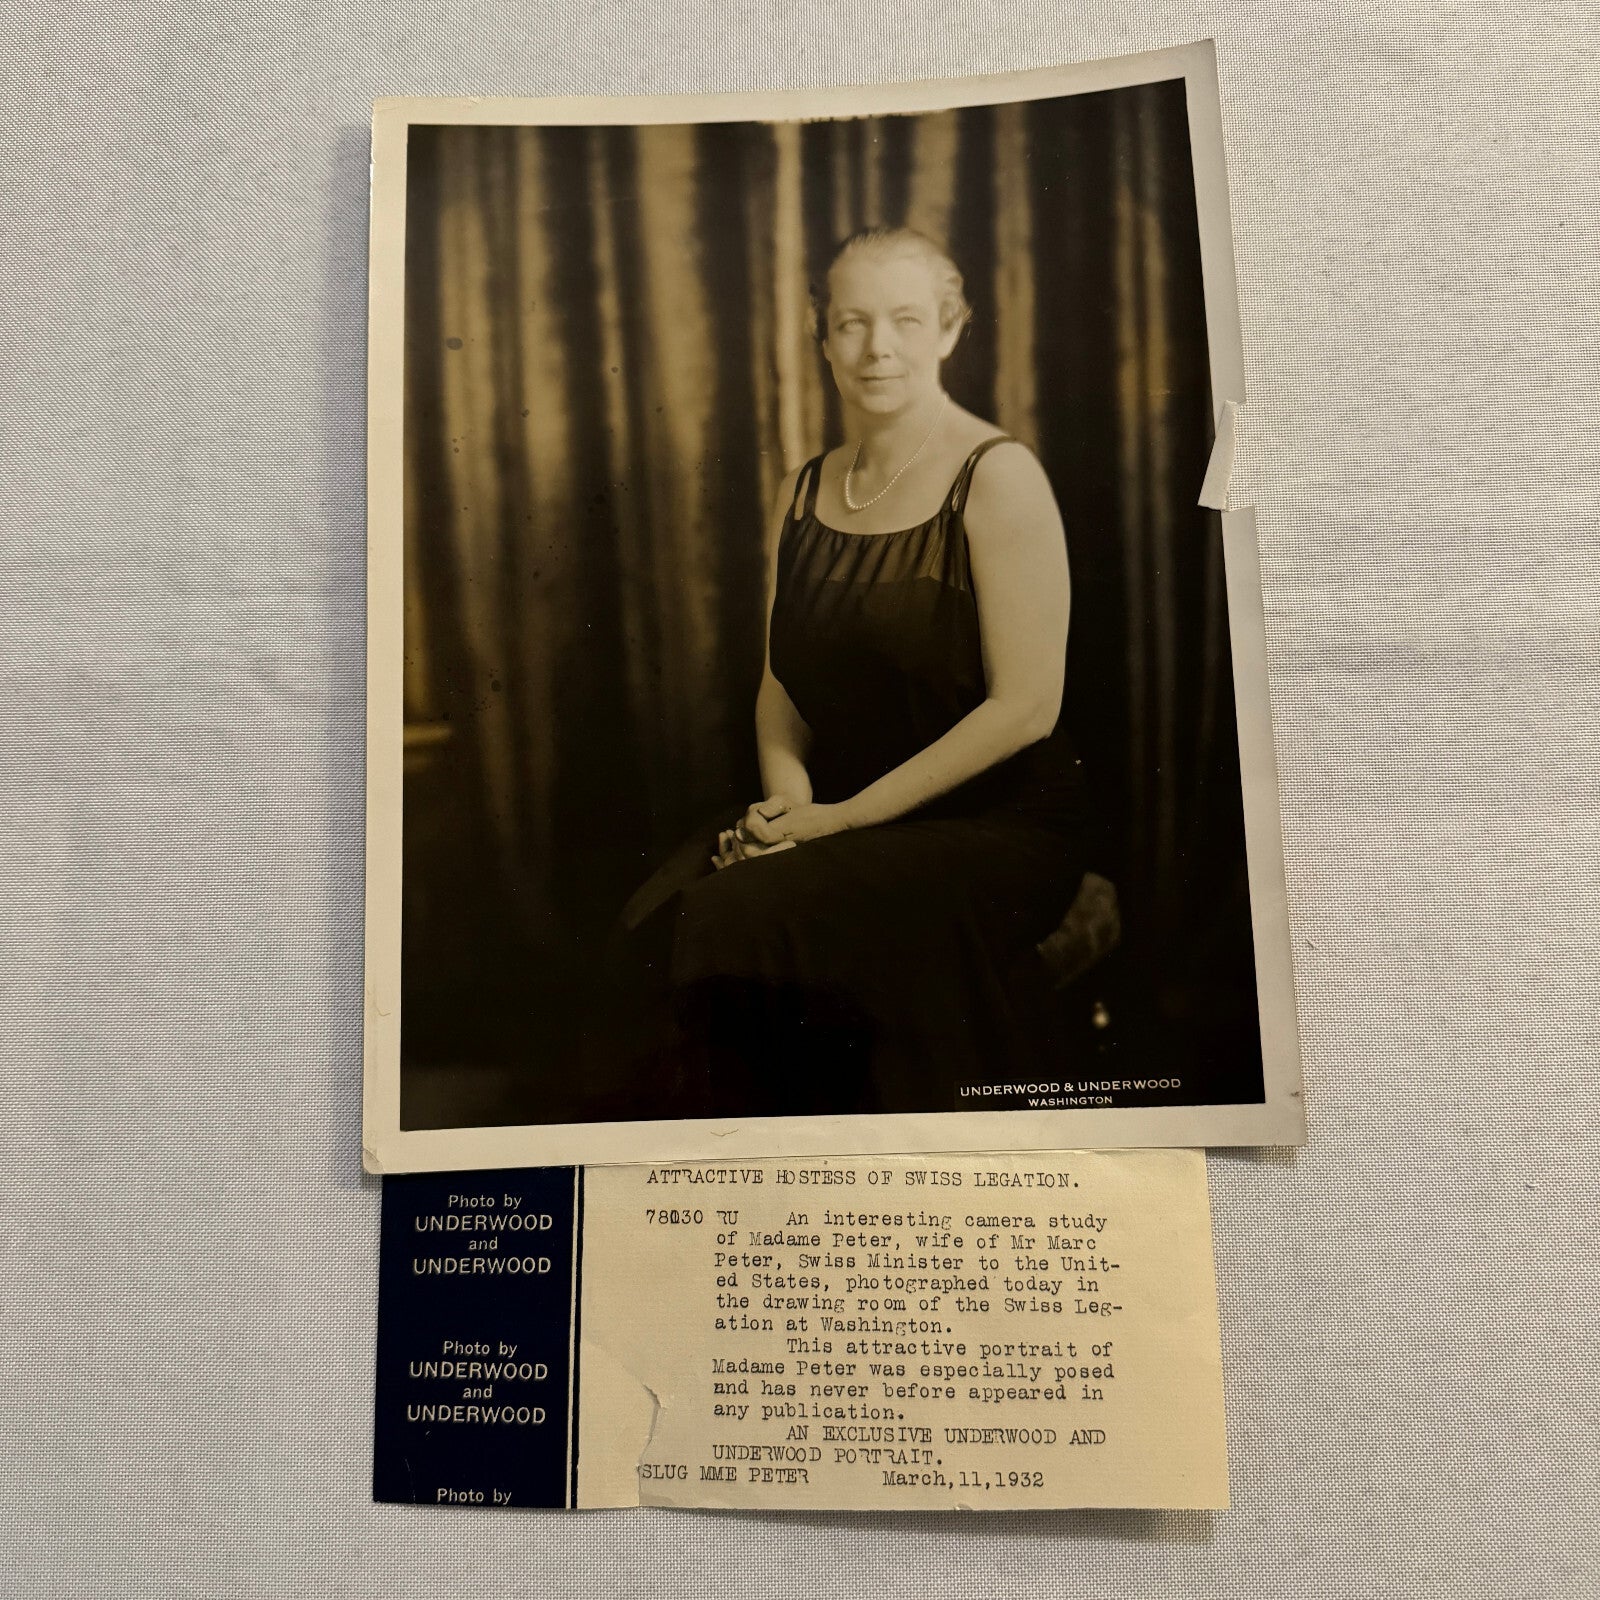 UNDERWOOD & UNDERWOOD
WASHINGTON
Photo by
UNDERWOOD
and
UNDERWOOD
Photo by
UNDERWOOD
and
UNDERWOOD
Photo by
ATTRACTIVE HOSTESS OF SWISS LEGATION.
78030 RU An interesting camera study
of Madame Peter, wife of Mr Marc
Peter, Swiss Minister to the Unit-
ed States, photographed today in
the drawing room of the Swiss Leg-
ation at Washington.
This attractive portrait of
Madame Peter was especially posed
and has never before appeared in
any publication.
AN EXCLUSIVE UNDERWOOD AND
UNDERWOOD PORTRAIT.
SLUG MME PETER March,11,1932